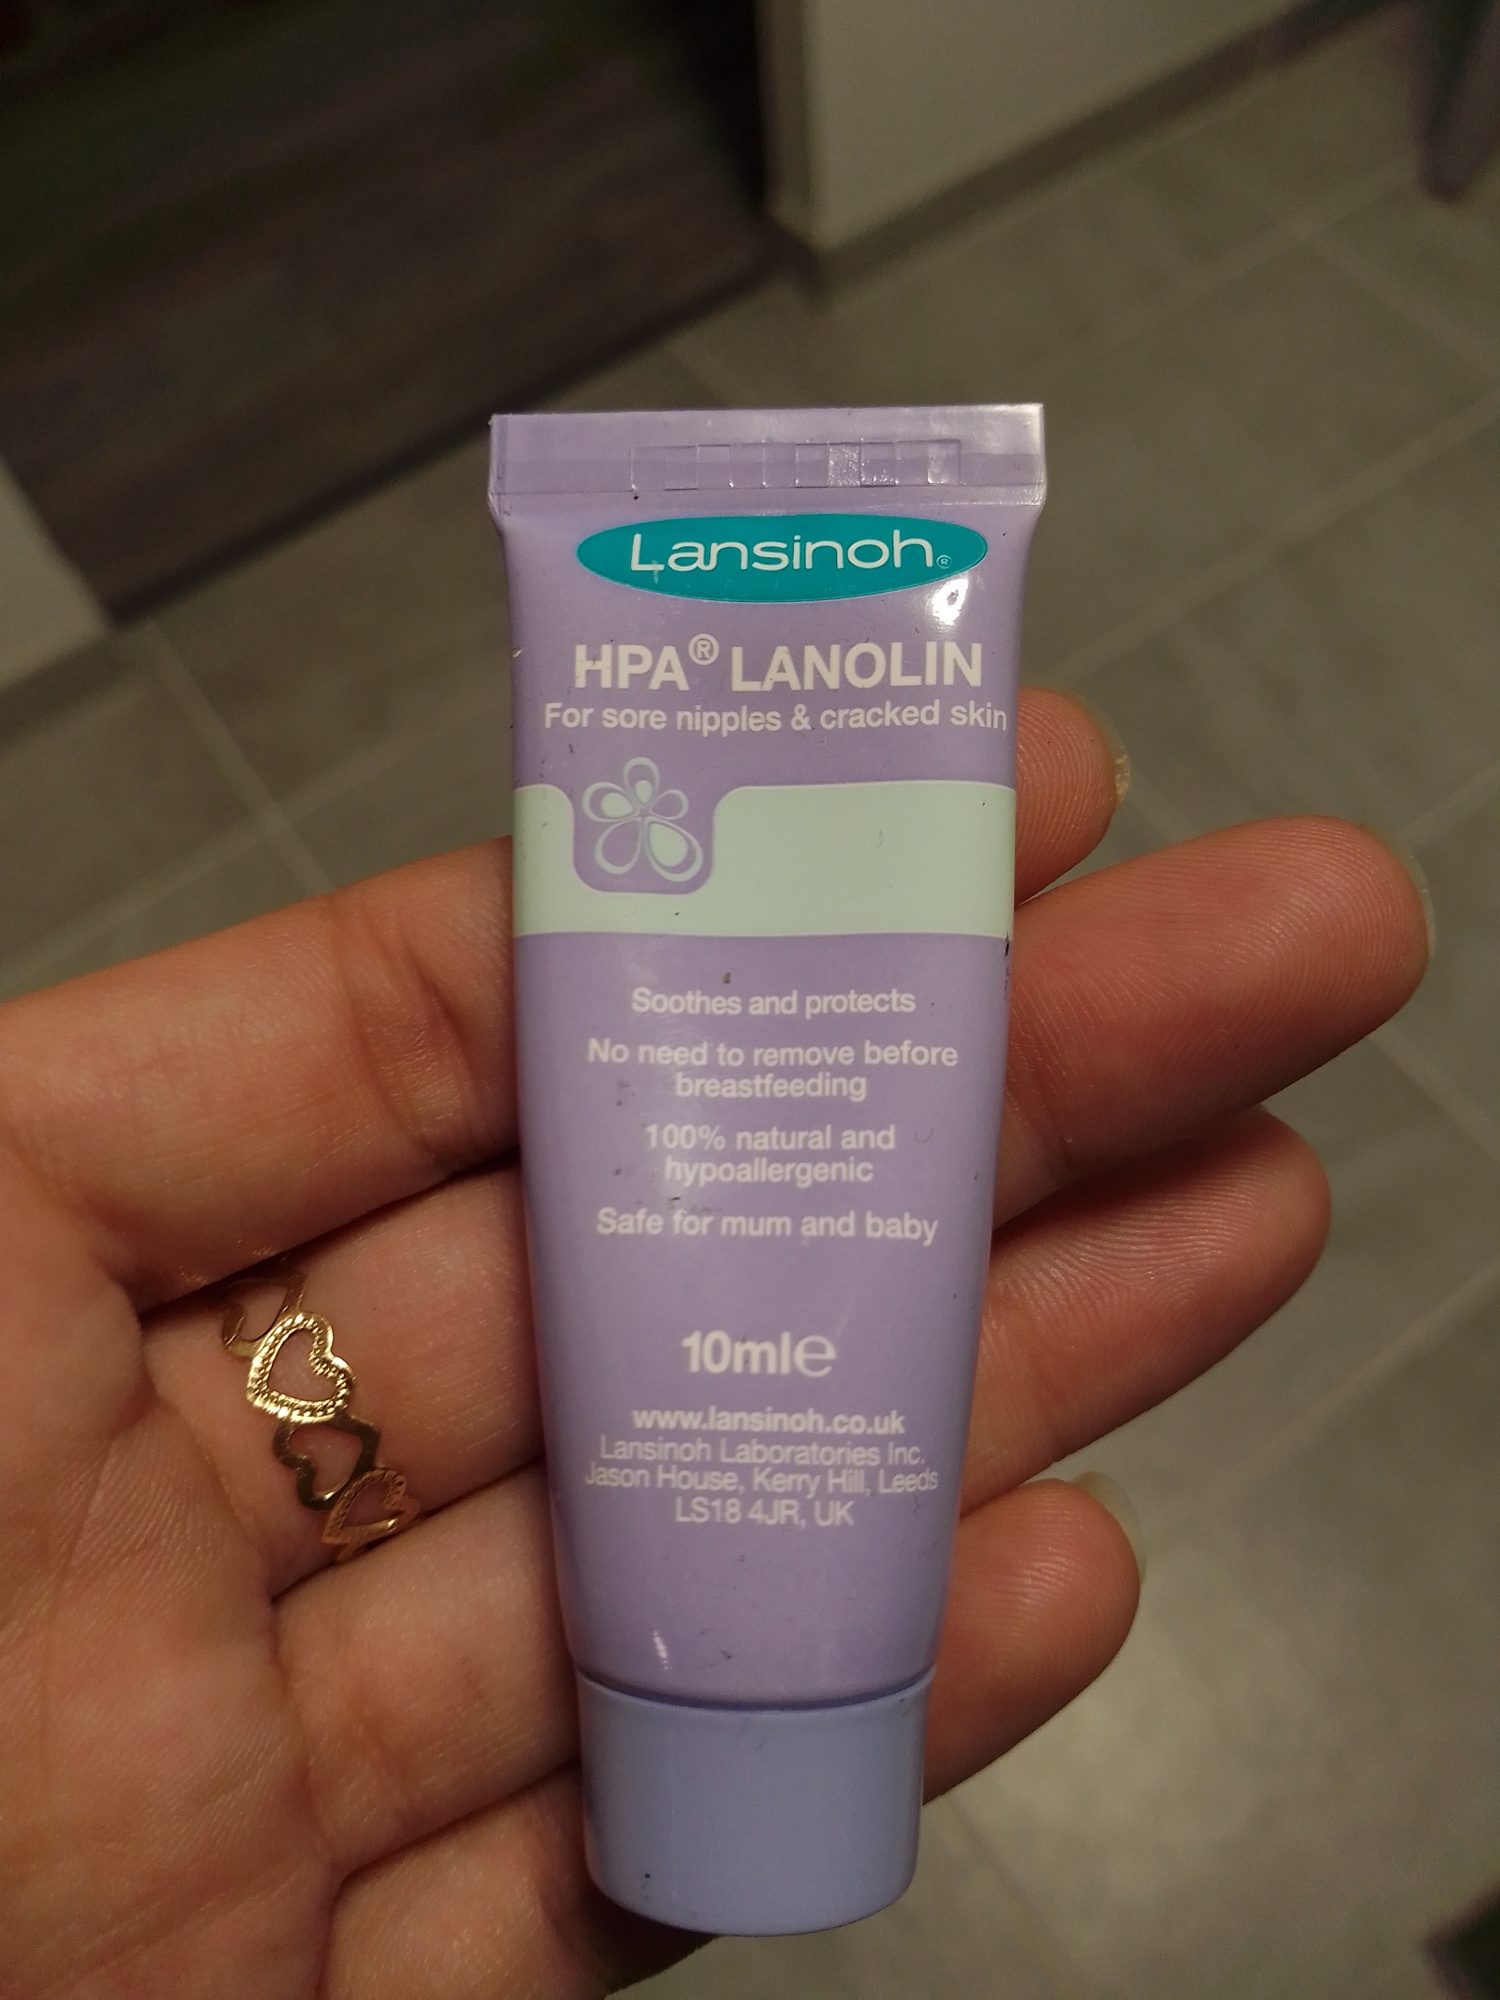 Lansinoh®
HPA® LANOLIN
For sore nipples & cracked skin
Soothes and protects
No need to remove before
breastfeeding
100% natural and
hypoallergenic
Safe for mum and baby
10ml℮
www.lansinoh.co.uk
Lansinoh Laboratories Inc.
Jason House, Kerry Hill, Leeds
LS18 4JR, UK